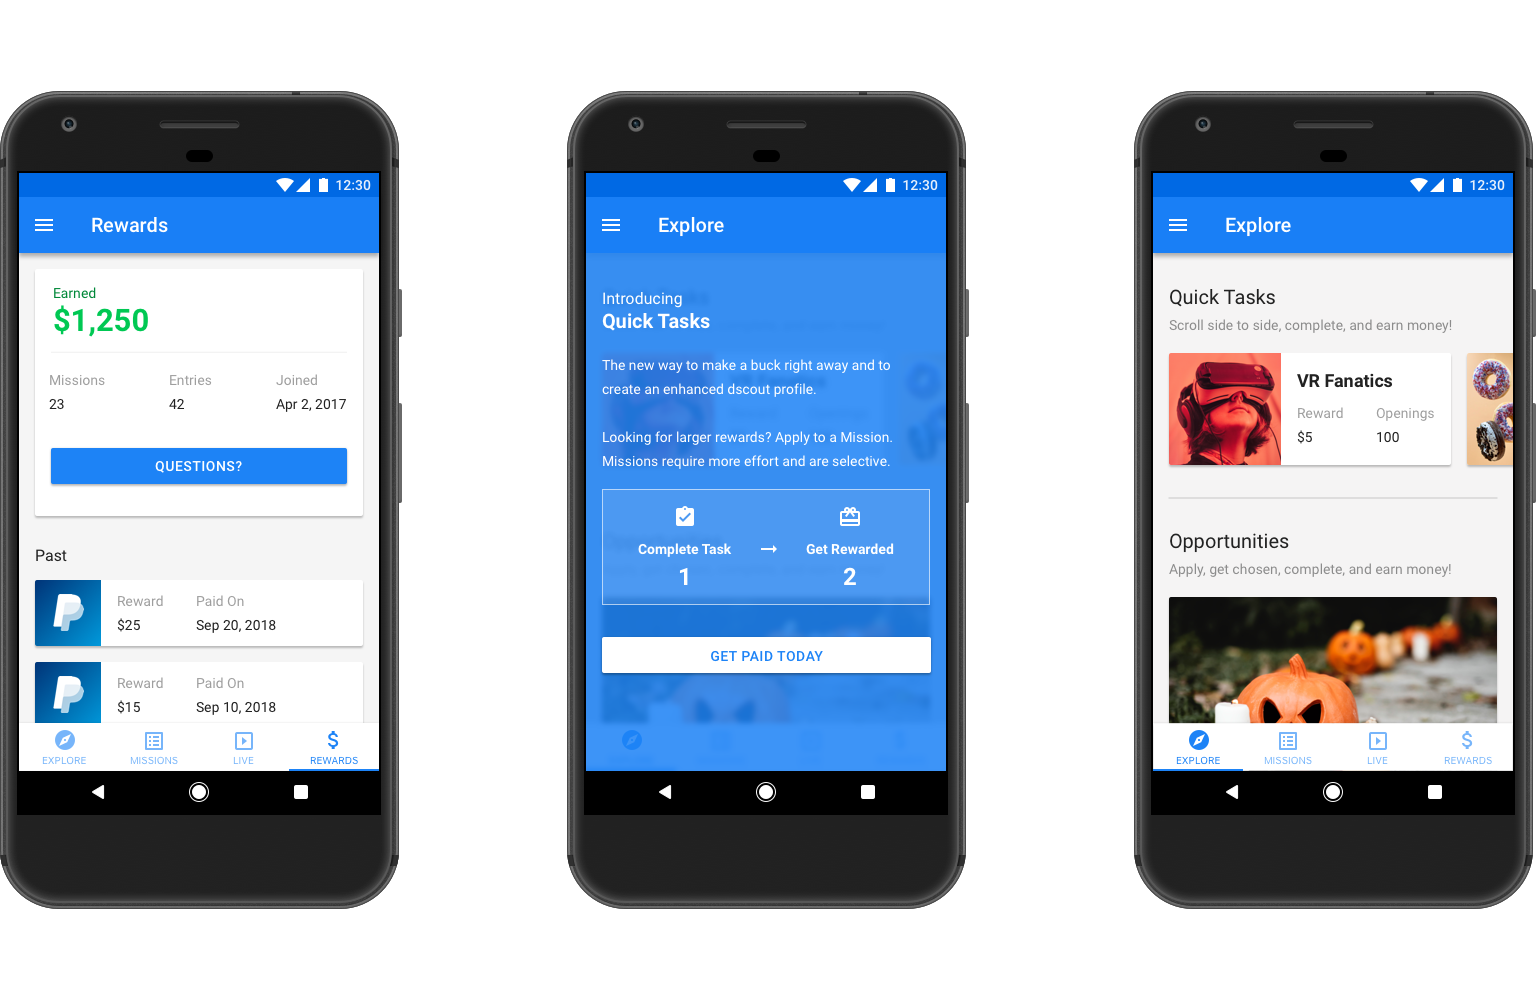 12:30
Rewards
Earned
$1,250
Missions Entries Joined
23 42 Apr 2, 2017
QUESTIONS?
Past
Reward Paid On
$25 Sep 20, 2018
Reward Paid On
$15 Sep 10, 2018
EXPLORE MISSIONS LIVE REWARDS
12:30
Explore
Introducing
Quick Tasks
The new way to make a buck right away and to
create an enhanced dscout profile.
Looking for larger rewards? Apply to a Mission.
Missions require more effort and are selective.
Complete Task → Get Rewarded
1 2
GET PAID TODAY
12:30
Explore
Quick Tasks
Scroll side to side, complete, and earn money!
VR Fanatics
Reward Openings
$5 100
Opportunities
Apply, get chosen, complete, and earn money!
EXPLORE MISSIONS LIVE REWARDS